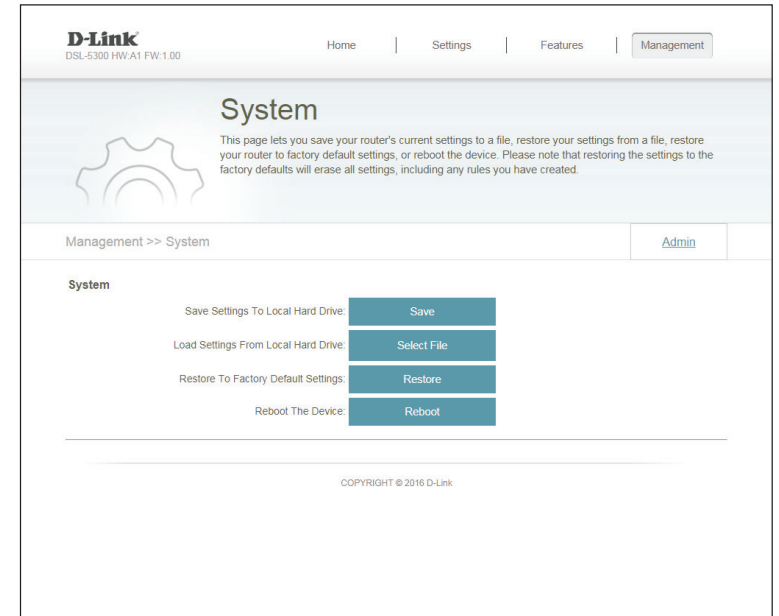 D-Link
DSL-5300 HW:A1 FW:1.00
Home
Settings
Features
Management
System
This page lets you save your router's current settings to a file, restore your settings from a file, restore
your router to factory default settings, or reboot the device. Please note that restoring the settings to the
factory defaults will erase all settings, including any rules you have created.
Management >> System
Admin
System
Save Settings To Local Hard Drive: Save
Load Settings From Local Hard Drive: Select File
Restore To Factory Default Settings: Restore
Reboot The Device: Reboot
COPYRIGHT © 2016 D-Link